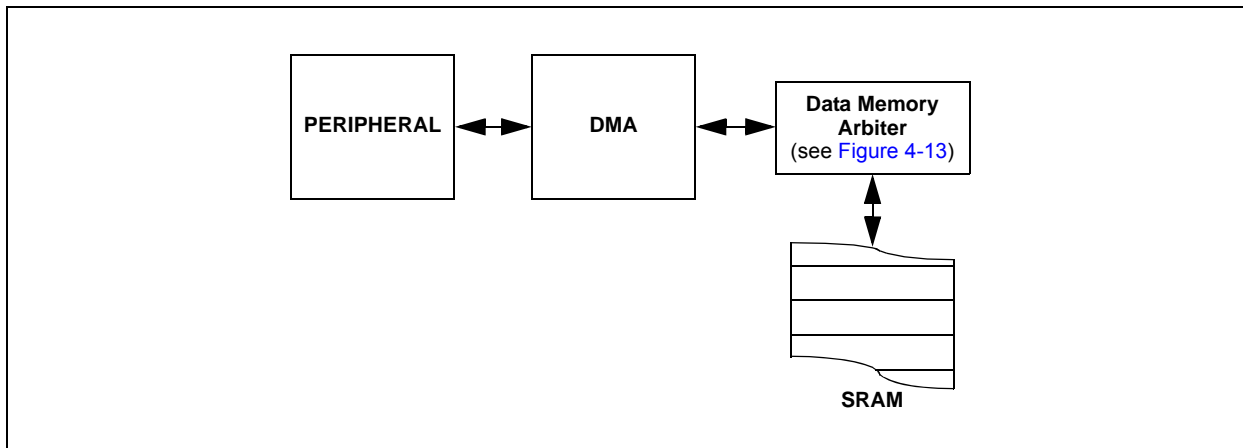 PERIPHERAL
DMA
Data Memory
Arbiter
(see Figure 4-13)
SRAM